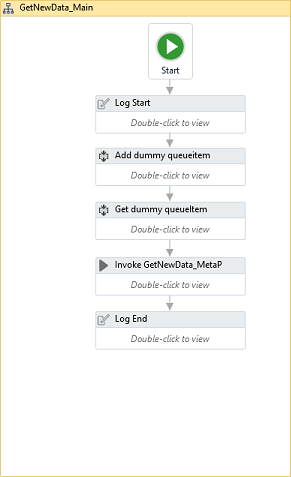 GetNewData_Main
Start
Log Start
Double-click to view
Add dummy queueitem
Double-click to view
Get dummy queueItem
Double-click to view
Invoke GetNewData_MetaP
Double-click to view
Log End
Double-click to view